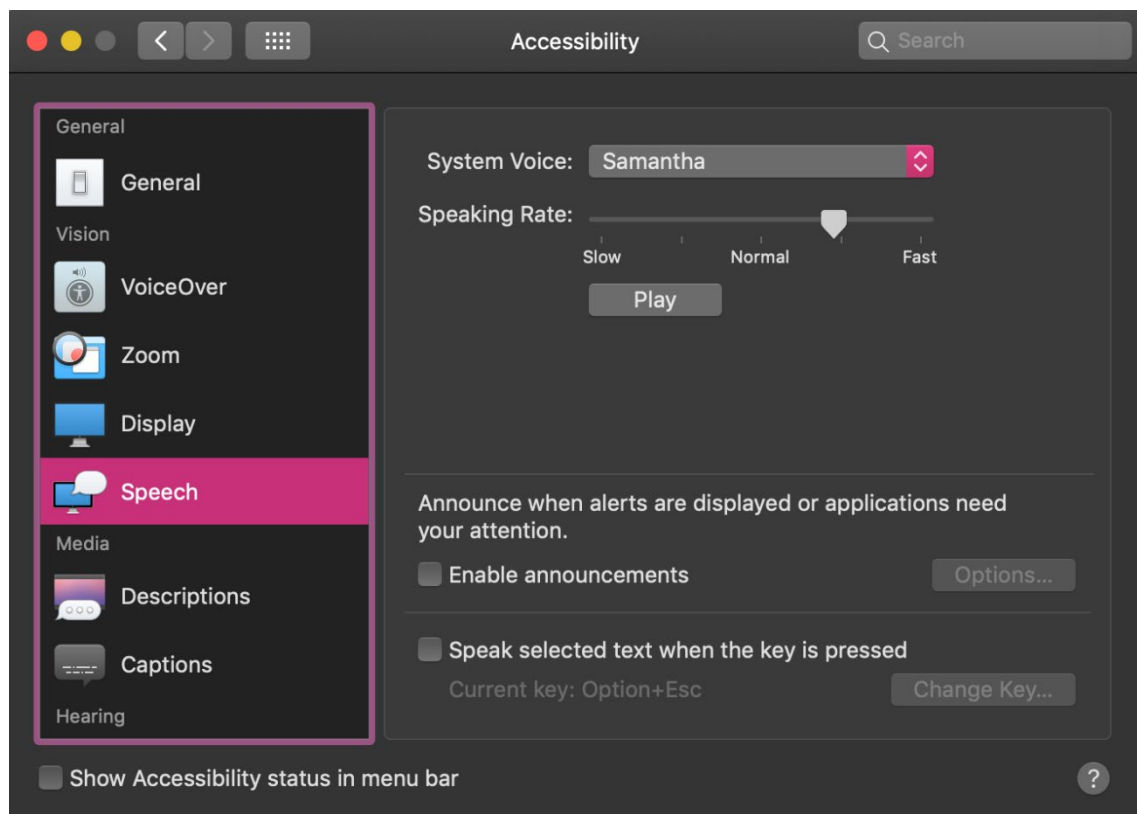 Accessibility
Search
General
General
Vision
VoiceOver
Zoom
Display
Speech
Media
Descriptions
Captions
Hearing
System Voice: Samantha
Speaking Rate:
Slow Normal Fast
Play
Announce when alerts are displayed or applications need
your attention.
Enable announcements Options...
Speak selected text when the key is pressed
Current key: Option+Esc Change Key...
Show Accessibility status in menu bar ?